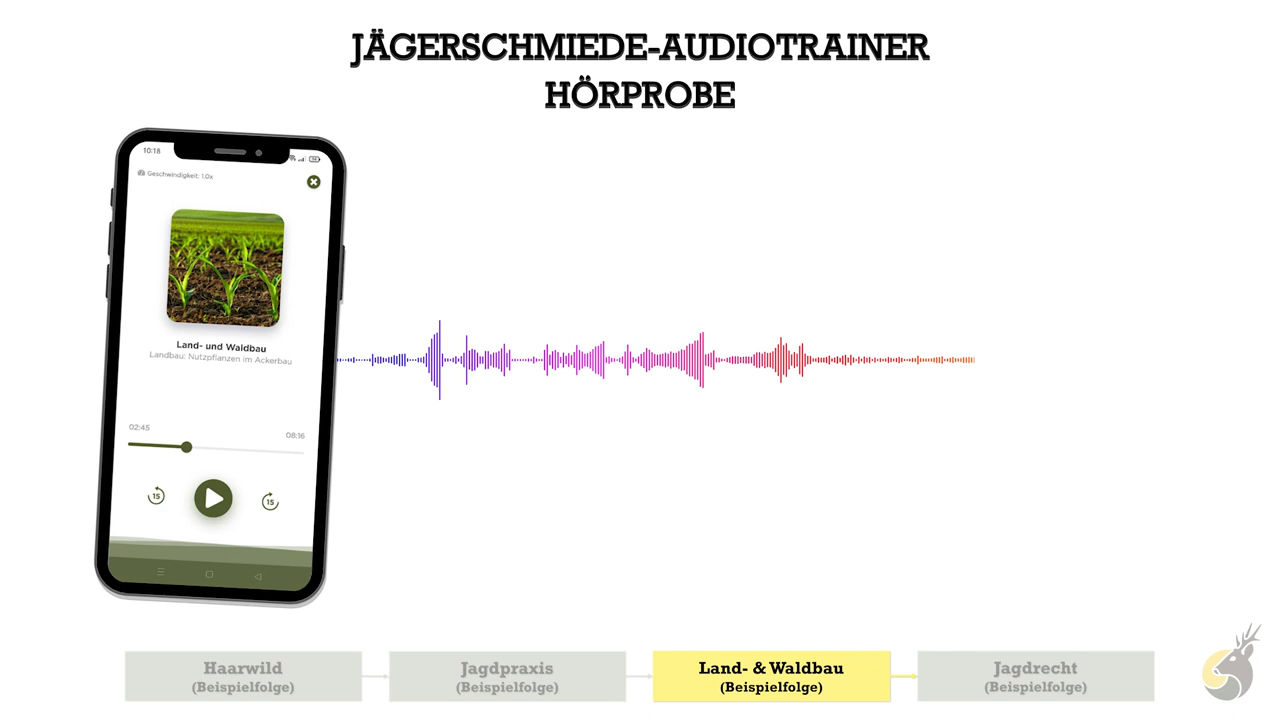 JÄGERSCHMIEDE-AUDIOTRAINER
HÖRPROBE
10:18
Geschwindigkeit: 1.0x
Land- und Waldbau
Landbau: Nutzpflanzen im Ackerbau
02:45
08:16
15
15
Haarwild
(Beispielfolge)
Jagdpraxis
(Beispielfolge)
Land- & Waldbau
(Beispielfolge)
Jagdrecht
(Beispielfolge)